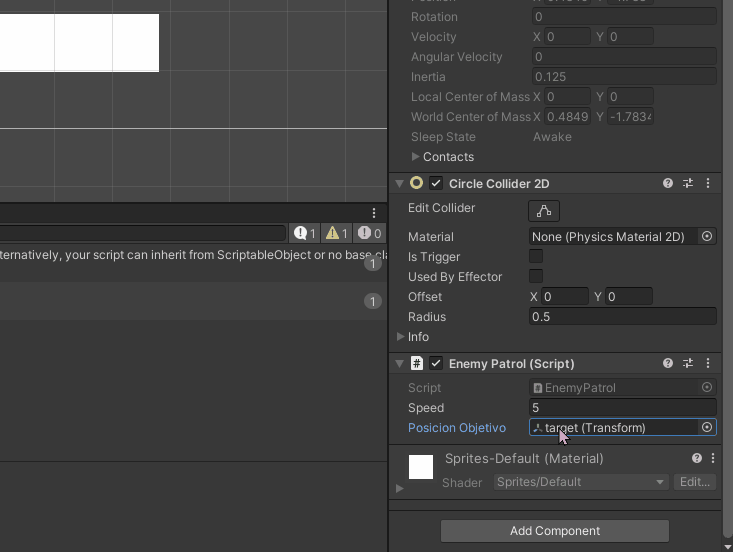 Rotation 0
Velocity X 0 Y 0
Angular Velocity 0
Inertia 0.125
Local Center of Mass X 0 Y 0
World Center of Mass X 0.4849 Y -1.7834
Sleep State Awake
Contacts
Circle Collider 2D
Edit Collider
Material None (Physics Material 2D)
Is Trigger
Used By Effector
Offset X 0 Y 0
Radius 0.5
Info
Enemy Patrol (Script)
Script EnemyPatrol
Speed 5
Posicion Objetivo target (Transform)
Sprites-Default (Material)
Shader Sprites/Default Edit...
Add Component
1 1 0
ternatively, your script can inherit from ScriptableObject or no base cla
1
1